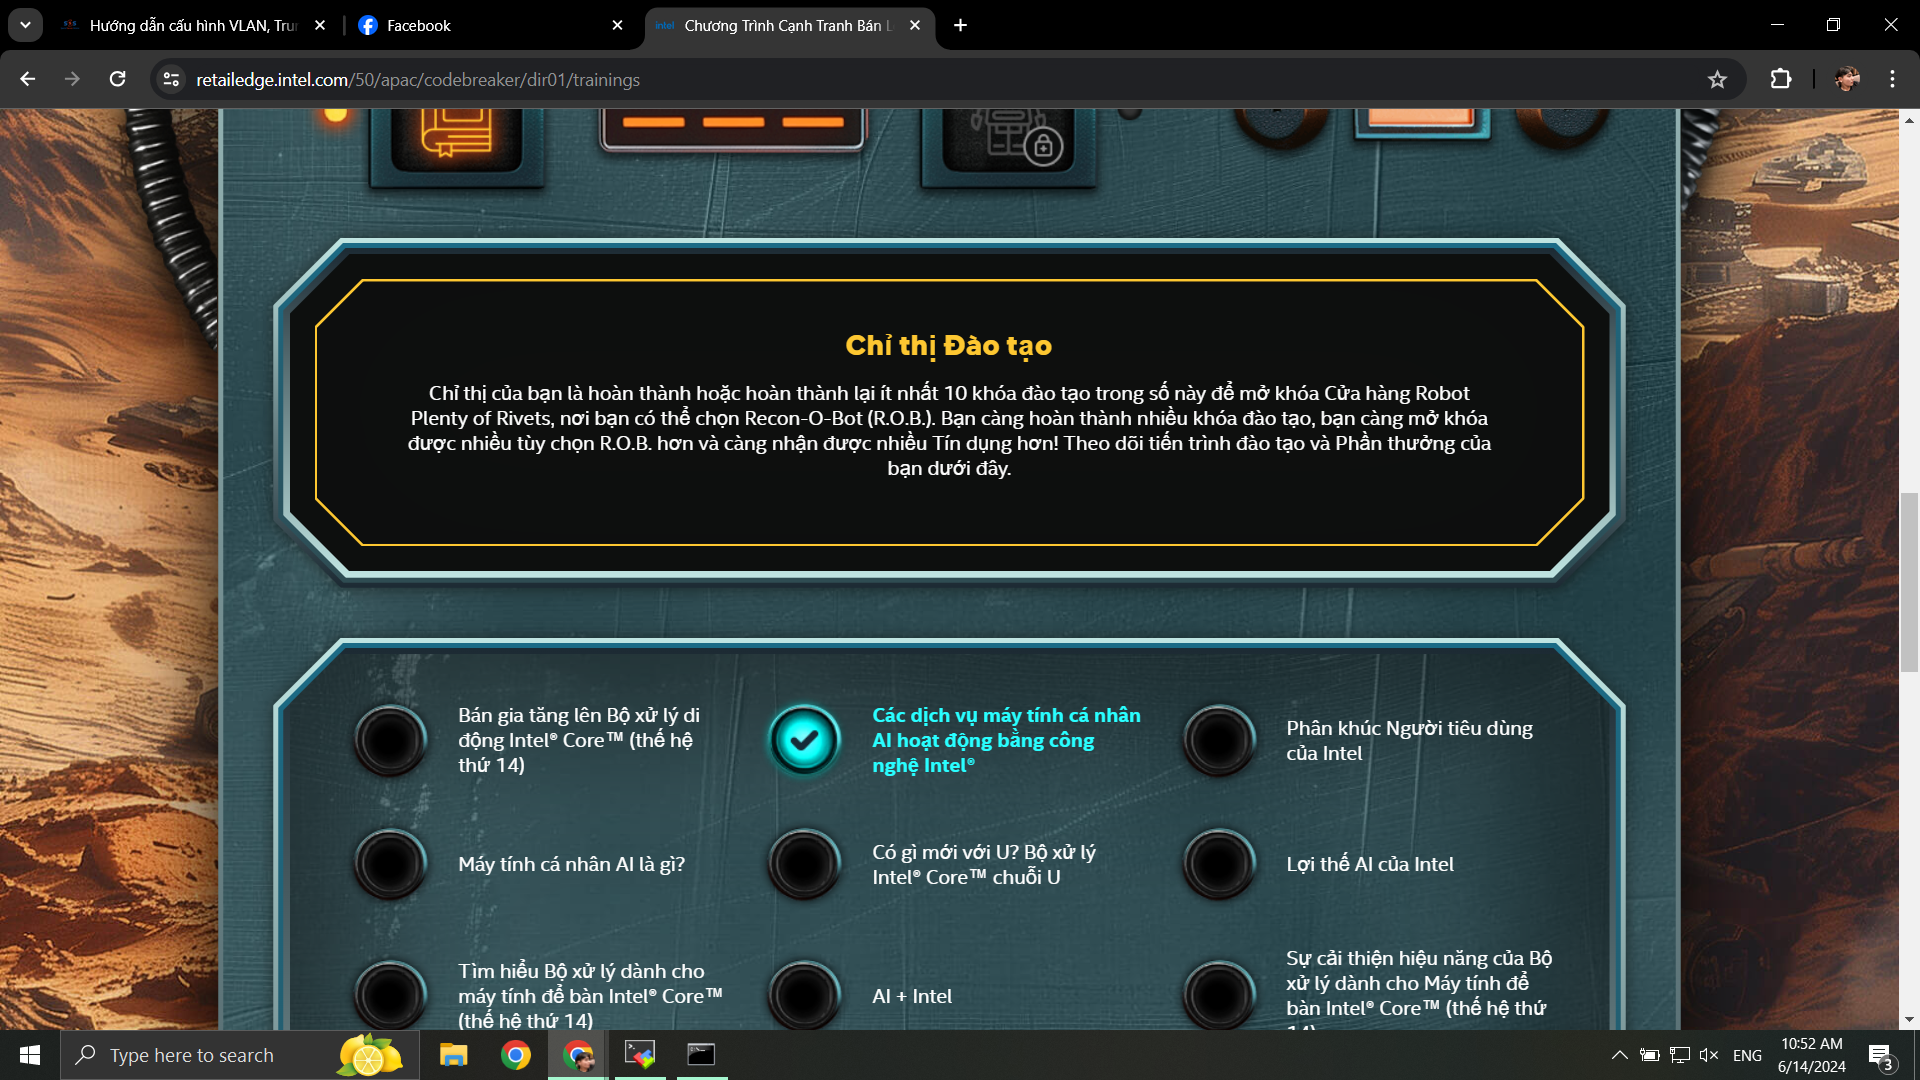 Hướng dẫn cấu hình VLAN, Trun
Facebook
intel
Chương Trình Cạnh Tranh Bán L
retailedge.intel.com/50/apac/codebreaker/dir01/trainings
Chỉ thị Đào tạo
Chỉ thị của bạn là hoàn thành hoặc hoàn thành lại ít nhất 10 khóa đào tạo trong số này để mở khóa Cửa hàng Robot
Plenty of Rivets, nơi bạn có thể chọn Recon-O-Bot (R.O.B.). Bạn càng hoàn thành nhiều khóa đào tạo, bạn càng mở khóa
được nhiều tùy chọn R.O.B. hơn và càng nhận được nhiều Tín dụng hơn! Theo dõi tiến trình đào tạo và Phần thưởng của
bạn dưới đây.
Bán gia tăng lên Bộ xử lý di
động Intel® Core™ (thế hệ
thứ 14)
Các dịch vụ máy tính cá nhân
AI hoạt động bằng công
nghệ Intel®
Phân khúc Người tiêu dùng
của Intel
Máy tính cá nhân AI là gì?
Có gì mới với U? Bộ xử lý
Intel® Core™ chuỗi U
Lợi thế AI của Intel
Tìm hiểu Bộ xử lý dành cho
máy tính để bàn Intel® Core™
(thế hệ thứ 14)
AI + Intel
Sự cải thiện hiệu năng của Bộ
xử lý dành cho Máy tính để
bàn Intel® Core™ (thế hệ thứ
14)
Type here to search
ENG
10:52 AM
6/14/2024
3